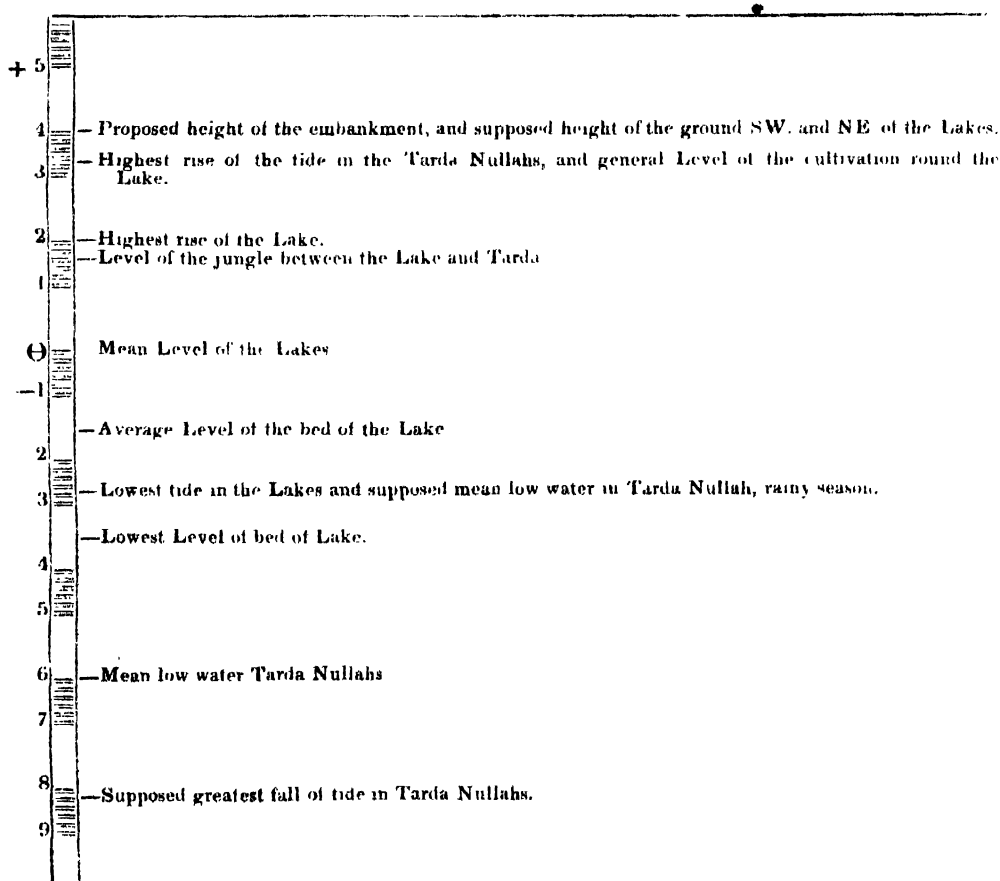 + 5
4 — Proposed height of the embankment, and supposed height of the ground SW. and NE of the Lakes.
— Highest rise of the tide in the Tarda Nullahs, and general Level of the cultivation round the
3 Lake.
2 — Highest rise of the Lake.
— Level of the jungle between the Lake and Tarda
1
0 Mean Level of the Lakes
—1
— Average Level of the bed of the Lake
2
— Lowest tide in the Lakes and supposed mean low water in Tarda Nullah, rainy season.
3
— Lowest Level of bed of Lake.
4
5
6 — Mean low water Tarda Nullahs
7
8 — Supposed greatest fall of tide in Tarda Nullahs.
9